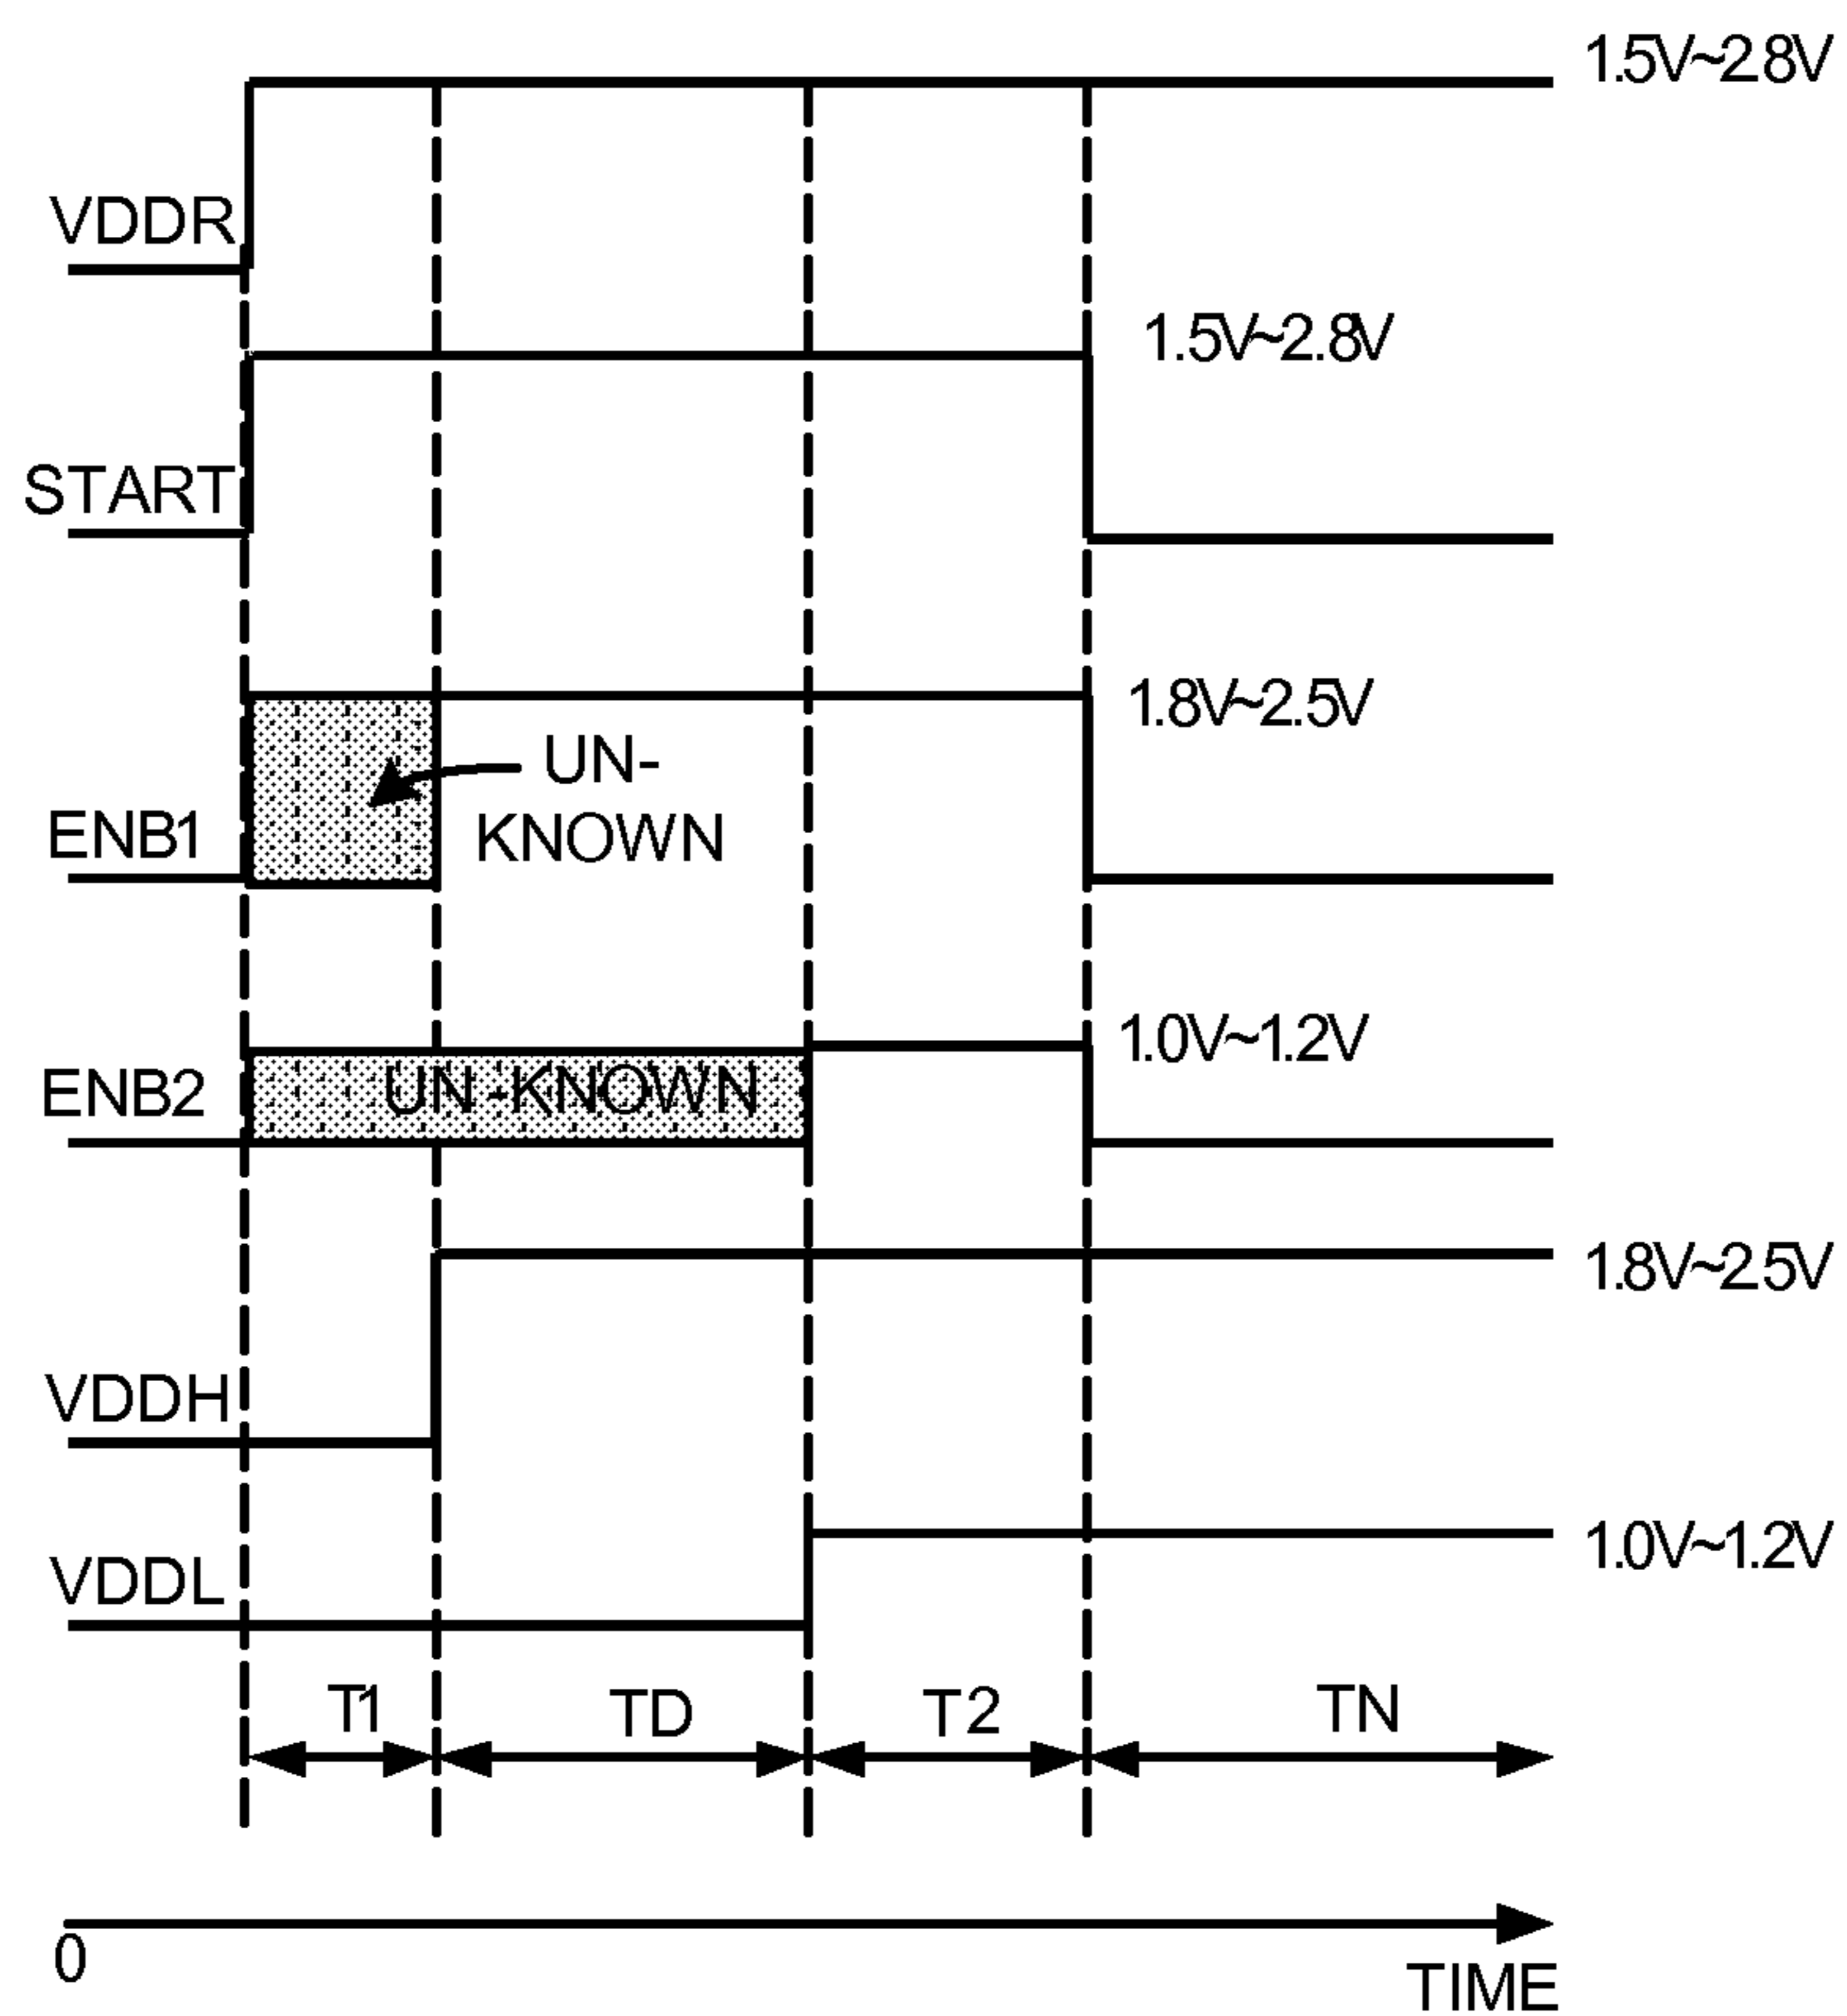 1.5V~2.8V
VDDR
1.5V~2.8V
START
1.8V~2.5V
UN-
KNOWN
ENB1
1.0V~1.2V
UN-KNOWN
ENB2
1.8V~25V
VDDH
1.0V~1.2V
VDDL
T1 TD T2 TN
0
TIME